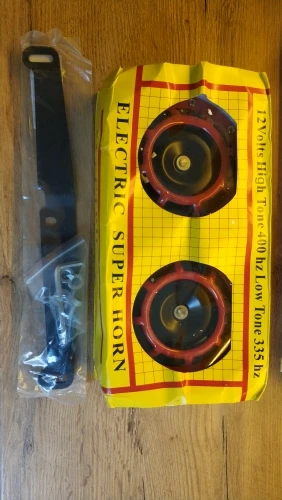 12 Volts High Tone 400 hz Low Tone 335 hz
ELECTRIC SUPER HORN